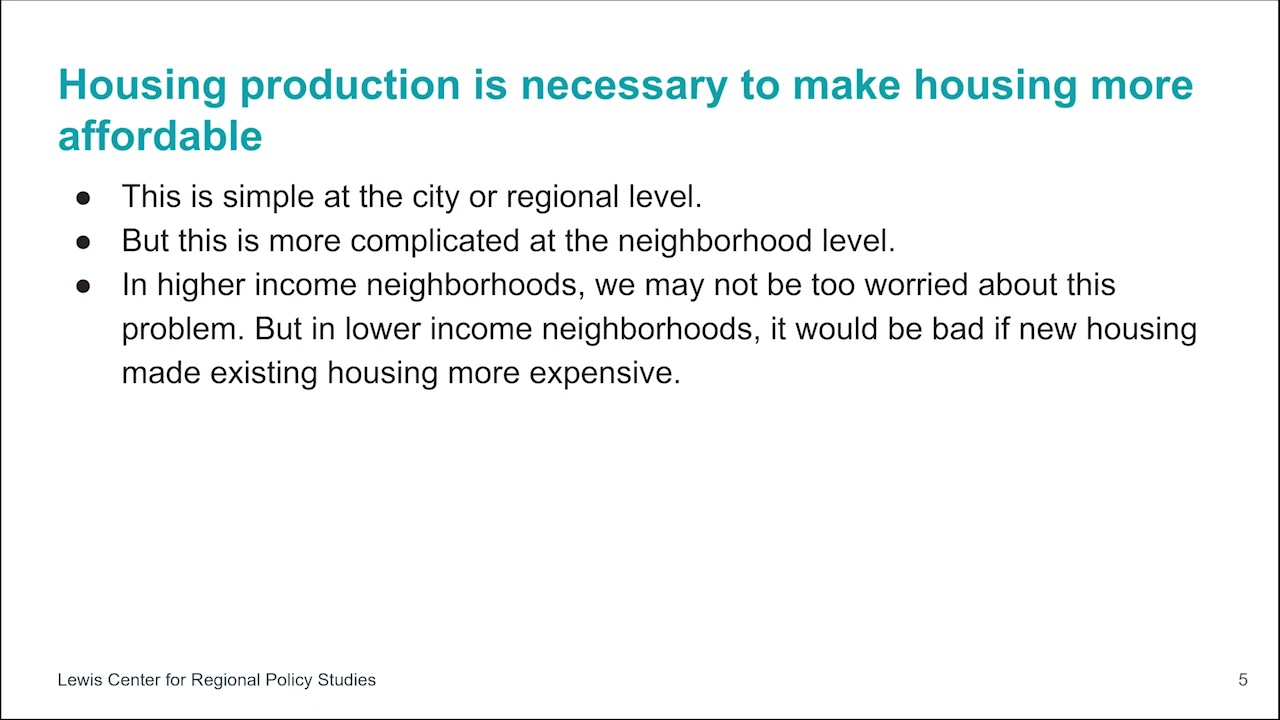 Housing production is necessary to make housing more
affordable
● This is simple at the city or regional level.
● But this is more complicated at the neighborhood level.
● In higher income neighborhoods, we may not be too worried about this
problem. But in lower income neighborhoods, it would be bad if new housing
made existing housing more expensive.
Lewis Center for Regional Policy Studies
5